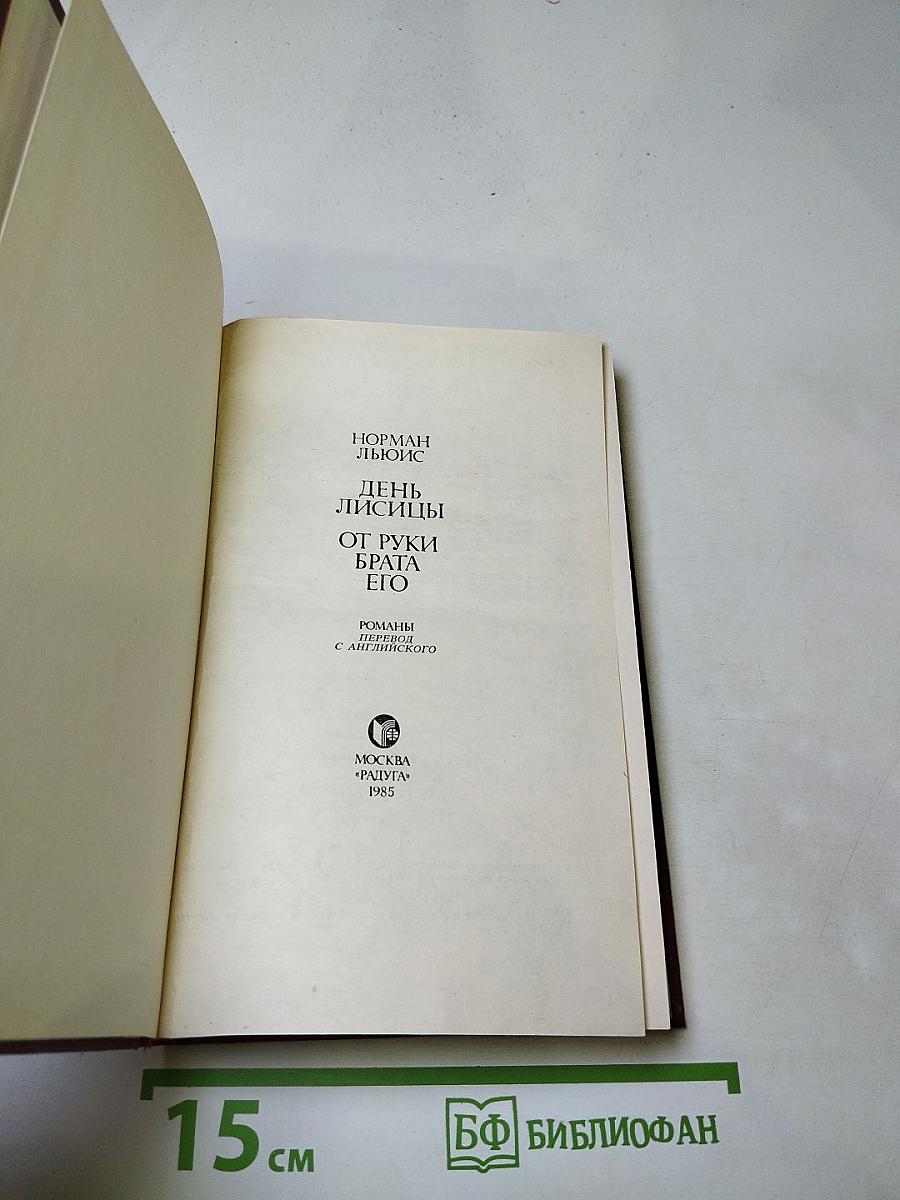 НОРМАН
ЛЬЮИС
ДЕНЬ
ЛИСИЦЫ
ОТ РУКИ
БРАТА
ЕГО
РОМАНЫ
ПЕРЕВОД
С АНГЛИЙСКОГО
МОСКВА
«РАДУГА»
1985
15 см
БФ БИБЛИОФАН